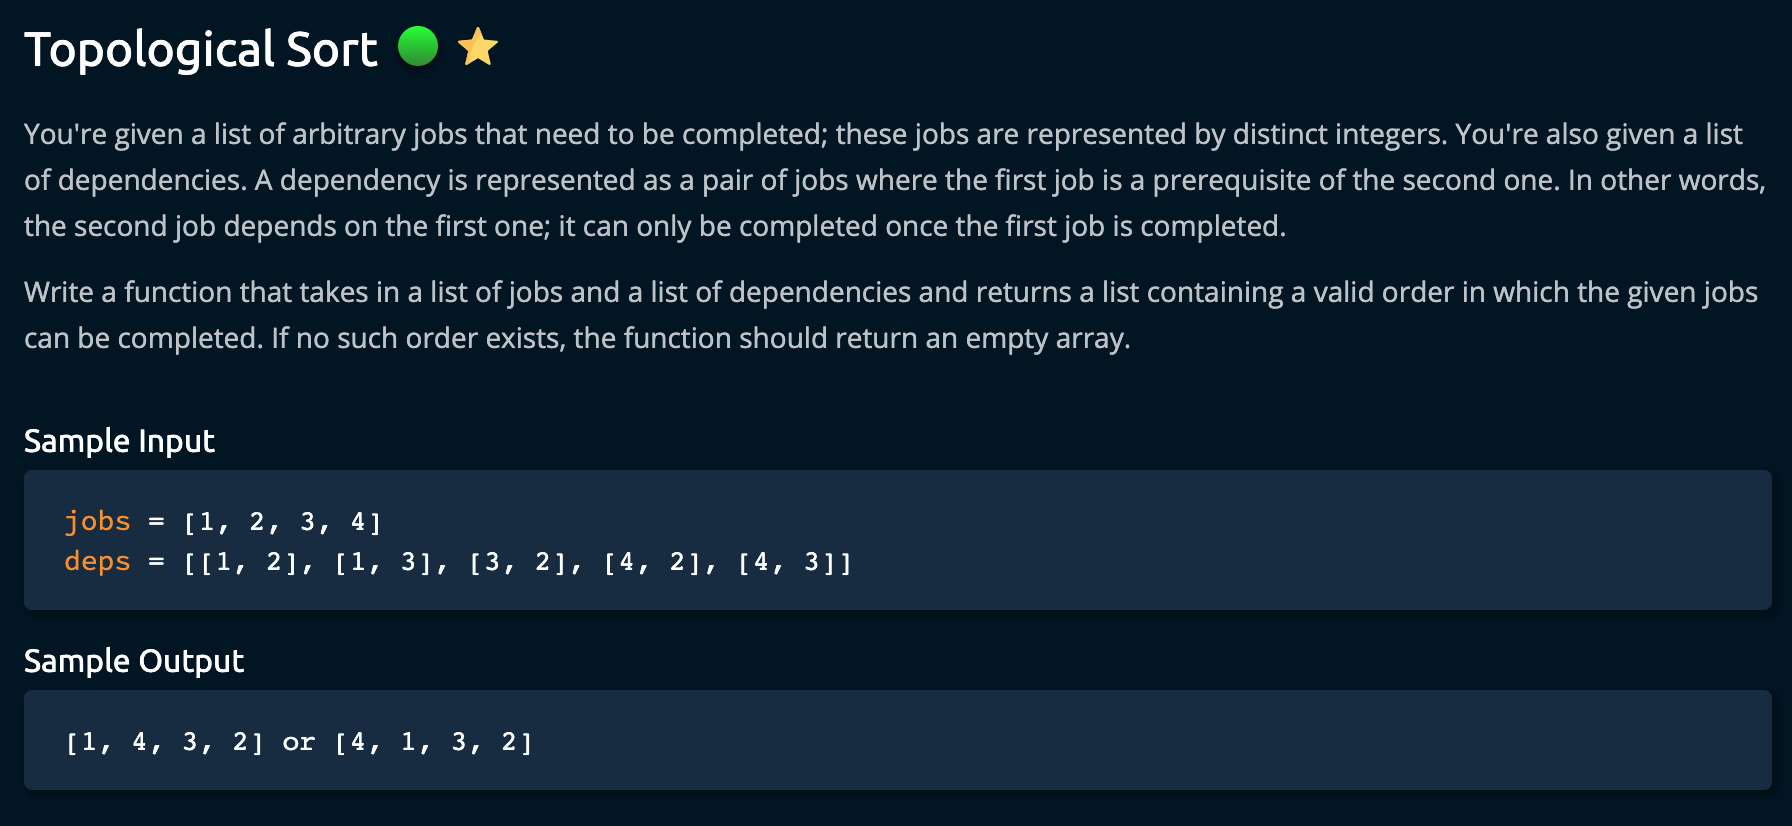 Topological Sort
You're given a list of arbitrary jobs that need to be completed; these jobs are represented by distinct integers. You're also given a list
of dependencies. A dependency is represented as a pair of jobs where the first job is a prerequisite of the second one. In other words,
the second job depends on the first one; it can only be completed once the first job is completed.
Write a function that takes in a list of jobs and a list of dependencies and returns a list containing a valid order in which the given jobs
can be completed. If no such order exists, the function should return an empty array.
Sample Input
jobs = [1, 2, 3, 4]
deps = [[1, 2], [1, 3], [3, 2], [4, 2], [4, 3]]
Sample Output
[1, 4, 3, 2] or [4, 1, 3, 2]